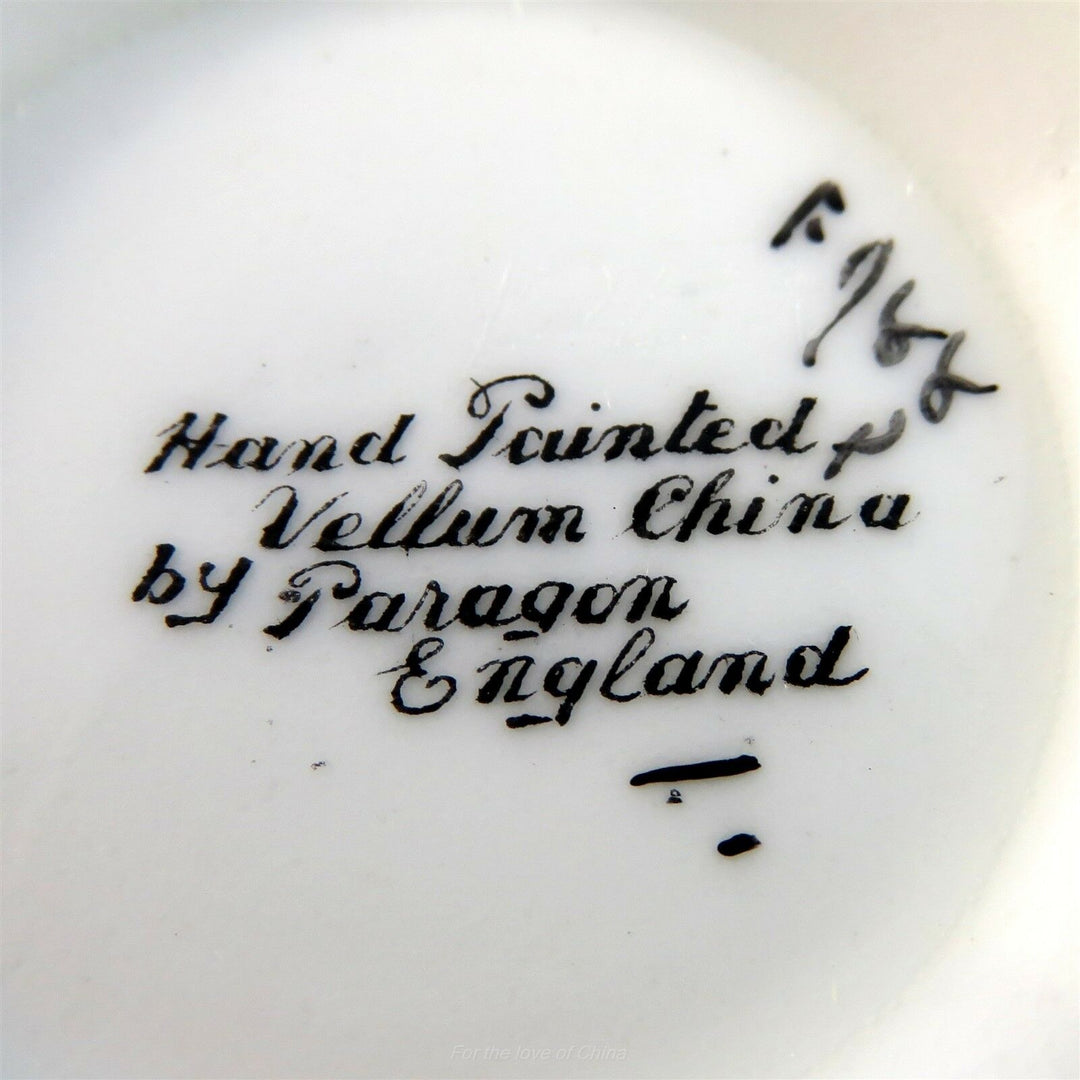 Hand Painted
Vellum China
by Paragon
England
For the love of China